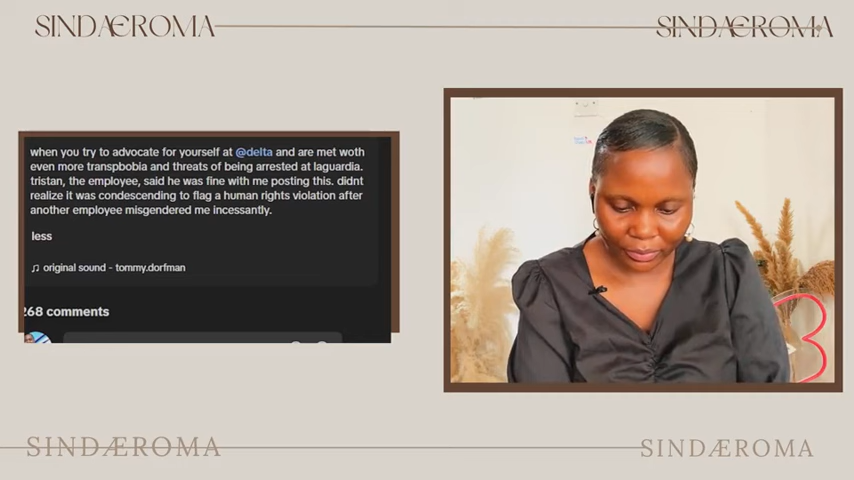 SINDÆROMA
SINDÆROMA
when you try to advocate for yourself at @delta and are met woth
even more transpbobia and threats of being arrested at laguardia.
tristan, the employee, said he was fine with me posting this. didnt
realize it was condescending to flag a human rights violation after
another employee misgendered me incessantly.
less
♫ original sound - tommy.dorfman
268 comments
SINDÆROMA
SINDÆROMA